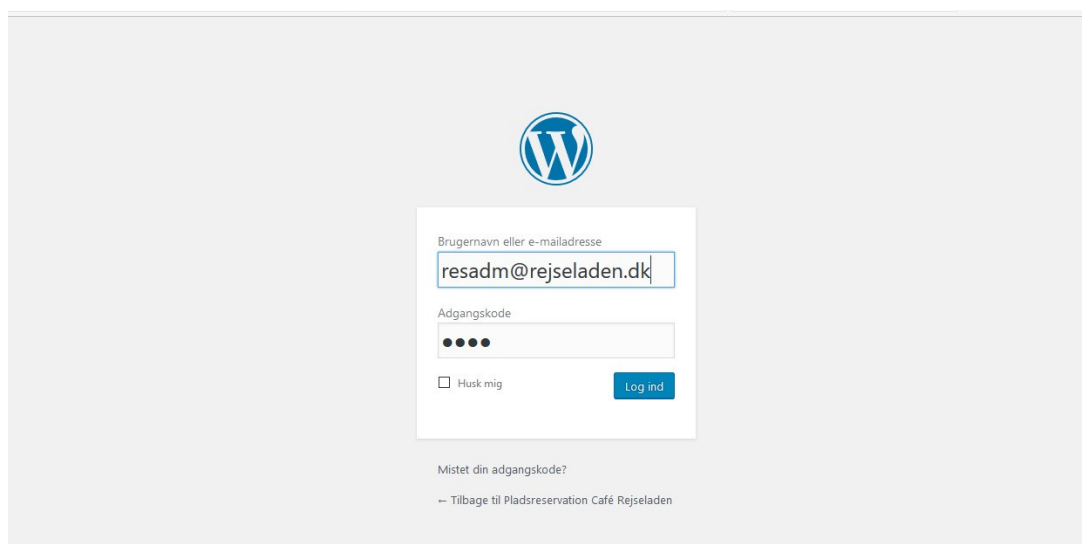 Brugernavn eller e-mailadresse
resadm@rejseladen.dk
Adgangskode
●●●●
Husk mig
Log ind
Mistet din adgangskode?
← Tilbage til Pladsreservation Café Rejseladen